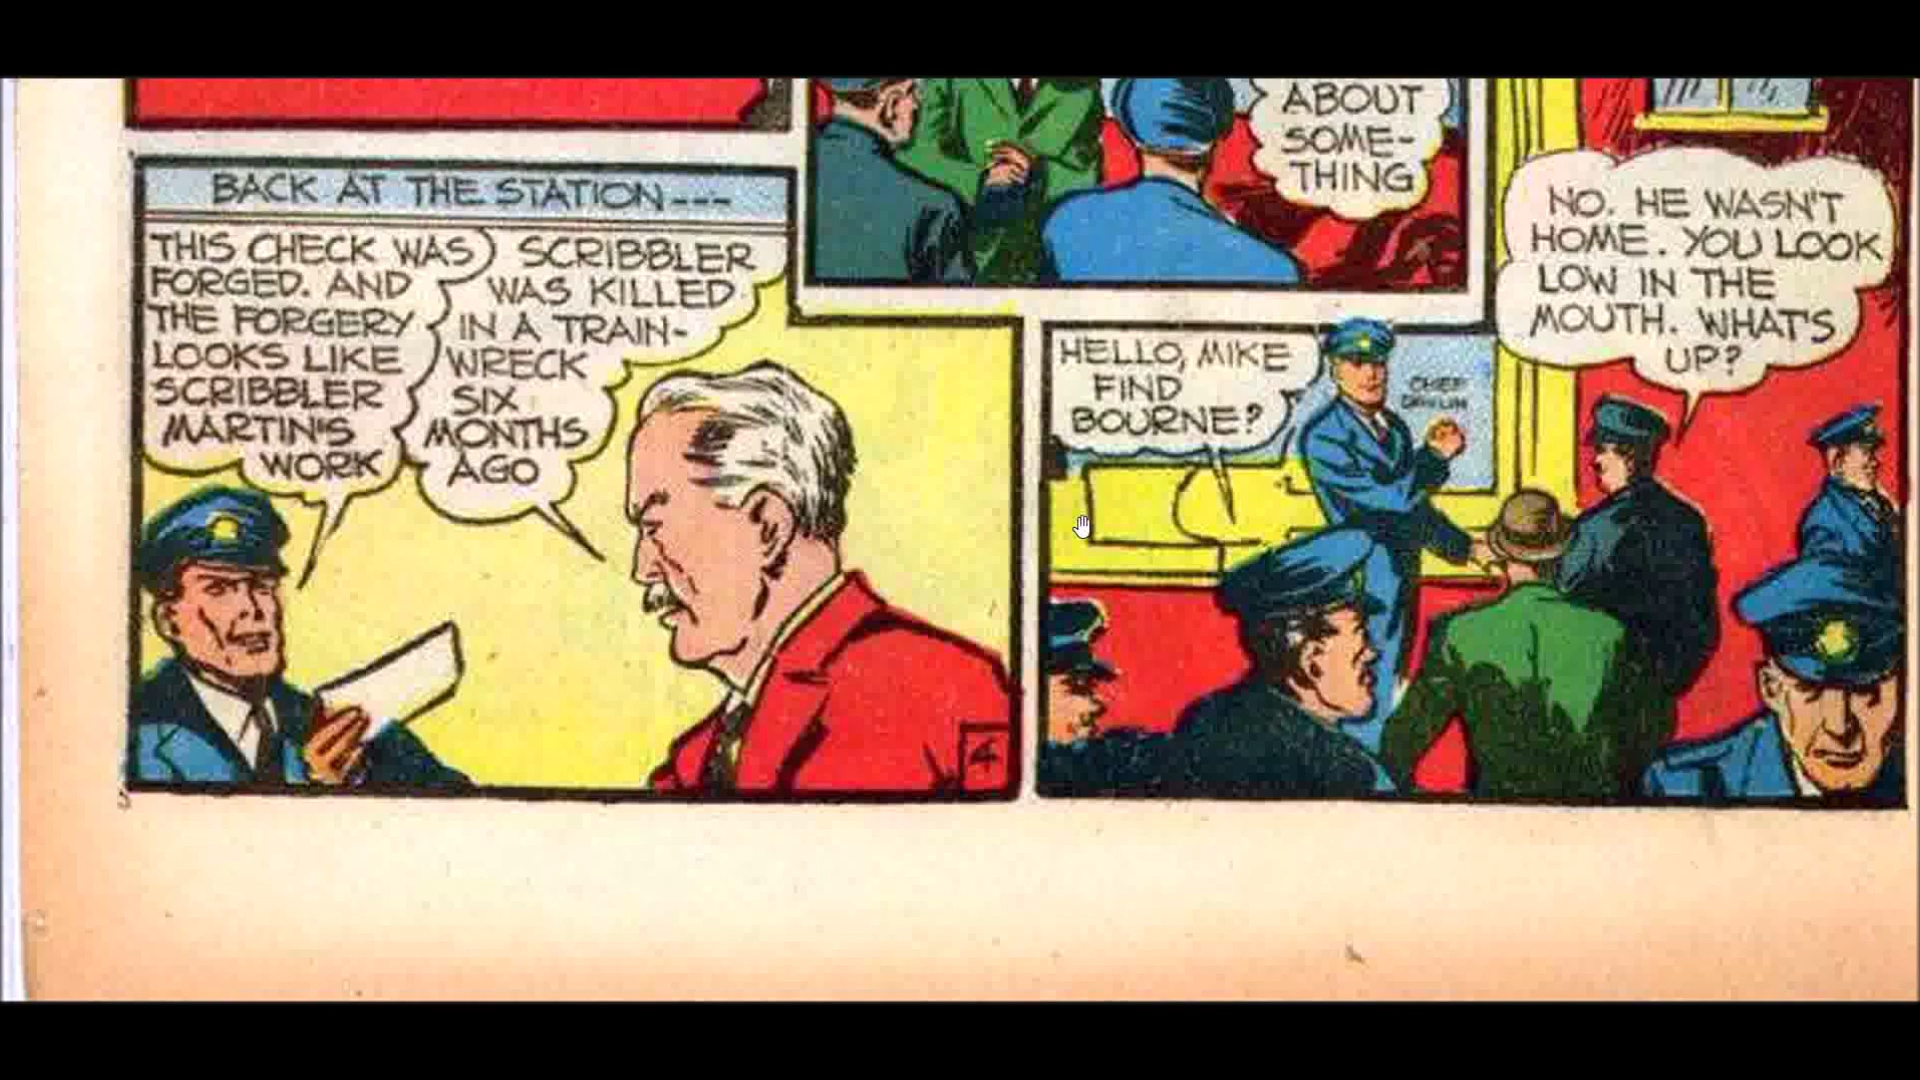 ABOUT
SOME-
THING
BACK AT THE STATION---
THIS CHECK WAS
FORGED. AND
THE FORGERY
LOOKS LIKE
SCRIBBLER
MARTIN'S
WORK
SCRIBBLER
WAS KILLED
IN A TRAIN-
WRECK
SIX
MONTHS
AGO
4
HELLO, MIKE
FIND
BOURNE?
CHIEF
NO. HE WASN'T
HOME. YOU LOOK
LOW IN THE
MOUTH. WHAT'S
UP?